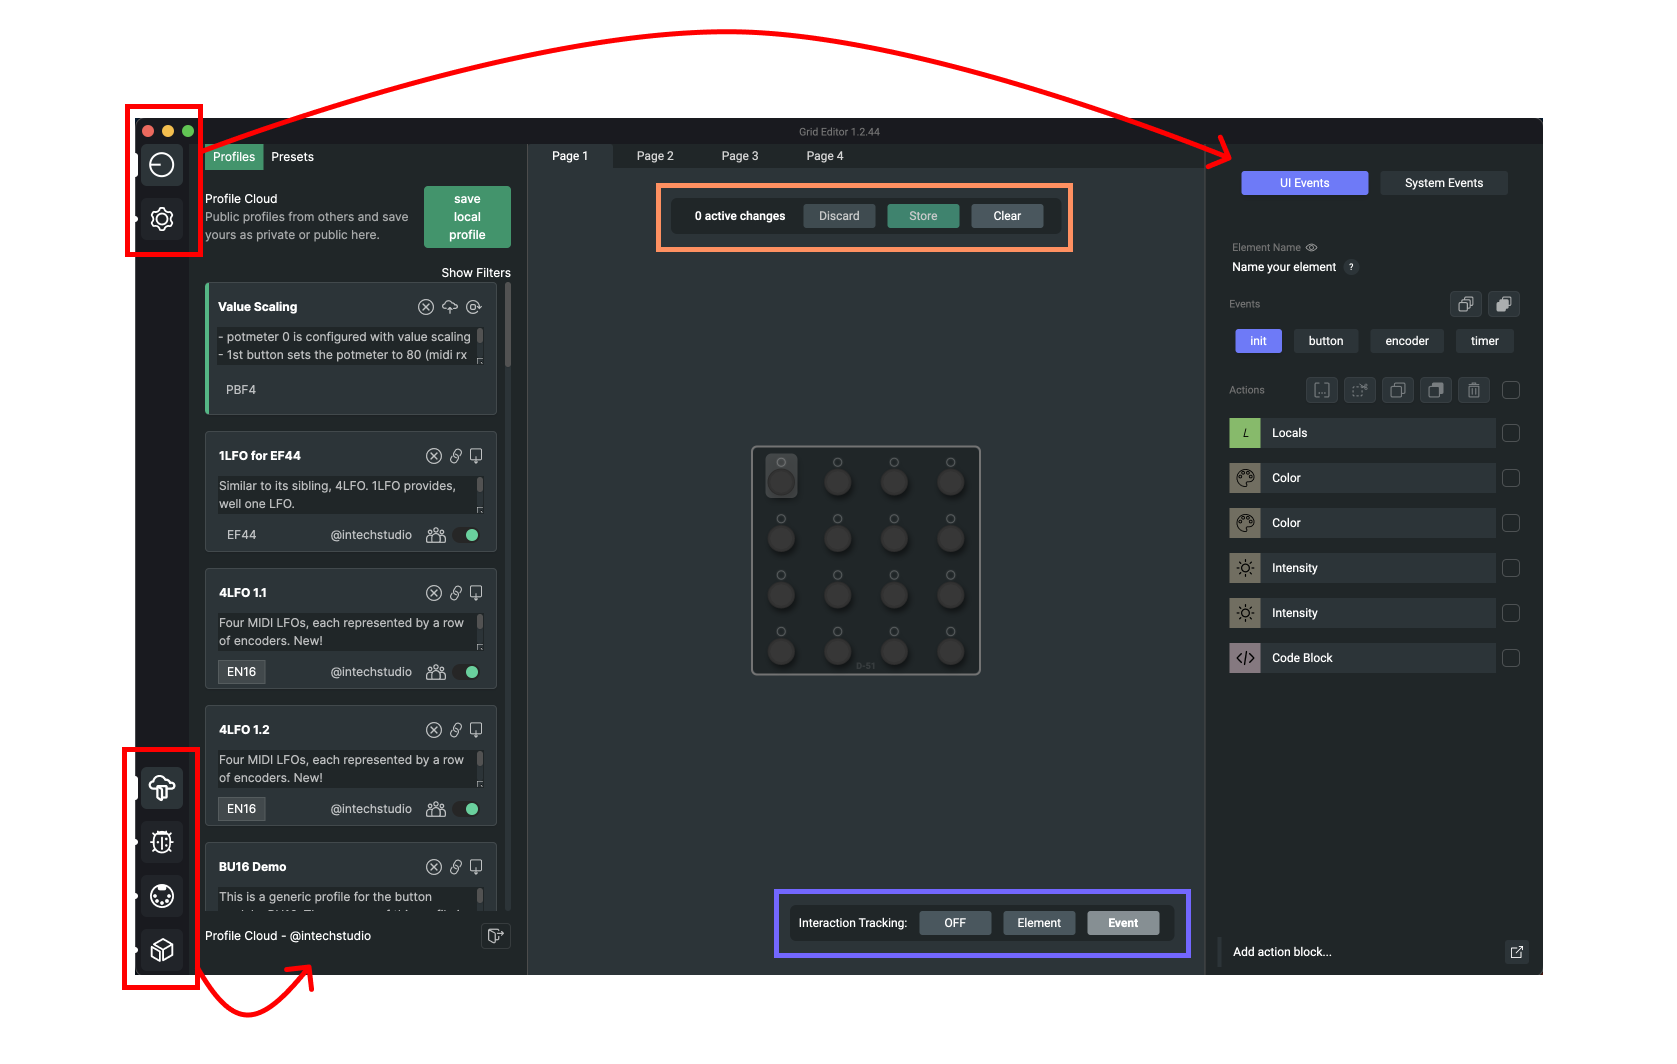 Grid Editor 1.2.44
Profiles
Presets
Page 1
Page 2
Page 3
Page 4
Profile Cloud
Public profiles from others and save
yours as private or public here.
save
local
profile
Show Filters
Value Scaling
- potmeter 0 is configured with value scaling
- 1st button sets the potmeter to 80 (midi rx
PBF4
1LFO for EF44
Similar to its sibling, 4LFO. 1LFO provides,
well one LFO.
EF44
@intechstudio
4LFO 1.1
Four MIDI LFOs, each represented by a row
of encoders. New!
EN16
@intechstudio
4LFO 1.2
Four MIDI LFOs, each represented by a row
of encoders. New!
EN16
@intechstudio
BU16 Demo
This is a generic profile for the button
Profile Cloud - @intechstudio
0 active changes
Discard
Store
Clear
D-51
Interaction Tracking:
OFF
Element
Event
UI Events
System Events
Element Name
Name your element
?
Events
init
button
encoder
timer
Actions
L
Locals
Color
Color
Intensity
Intensity
</> Code Block
Add action block...